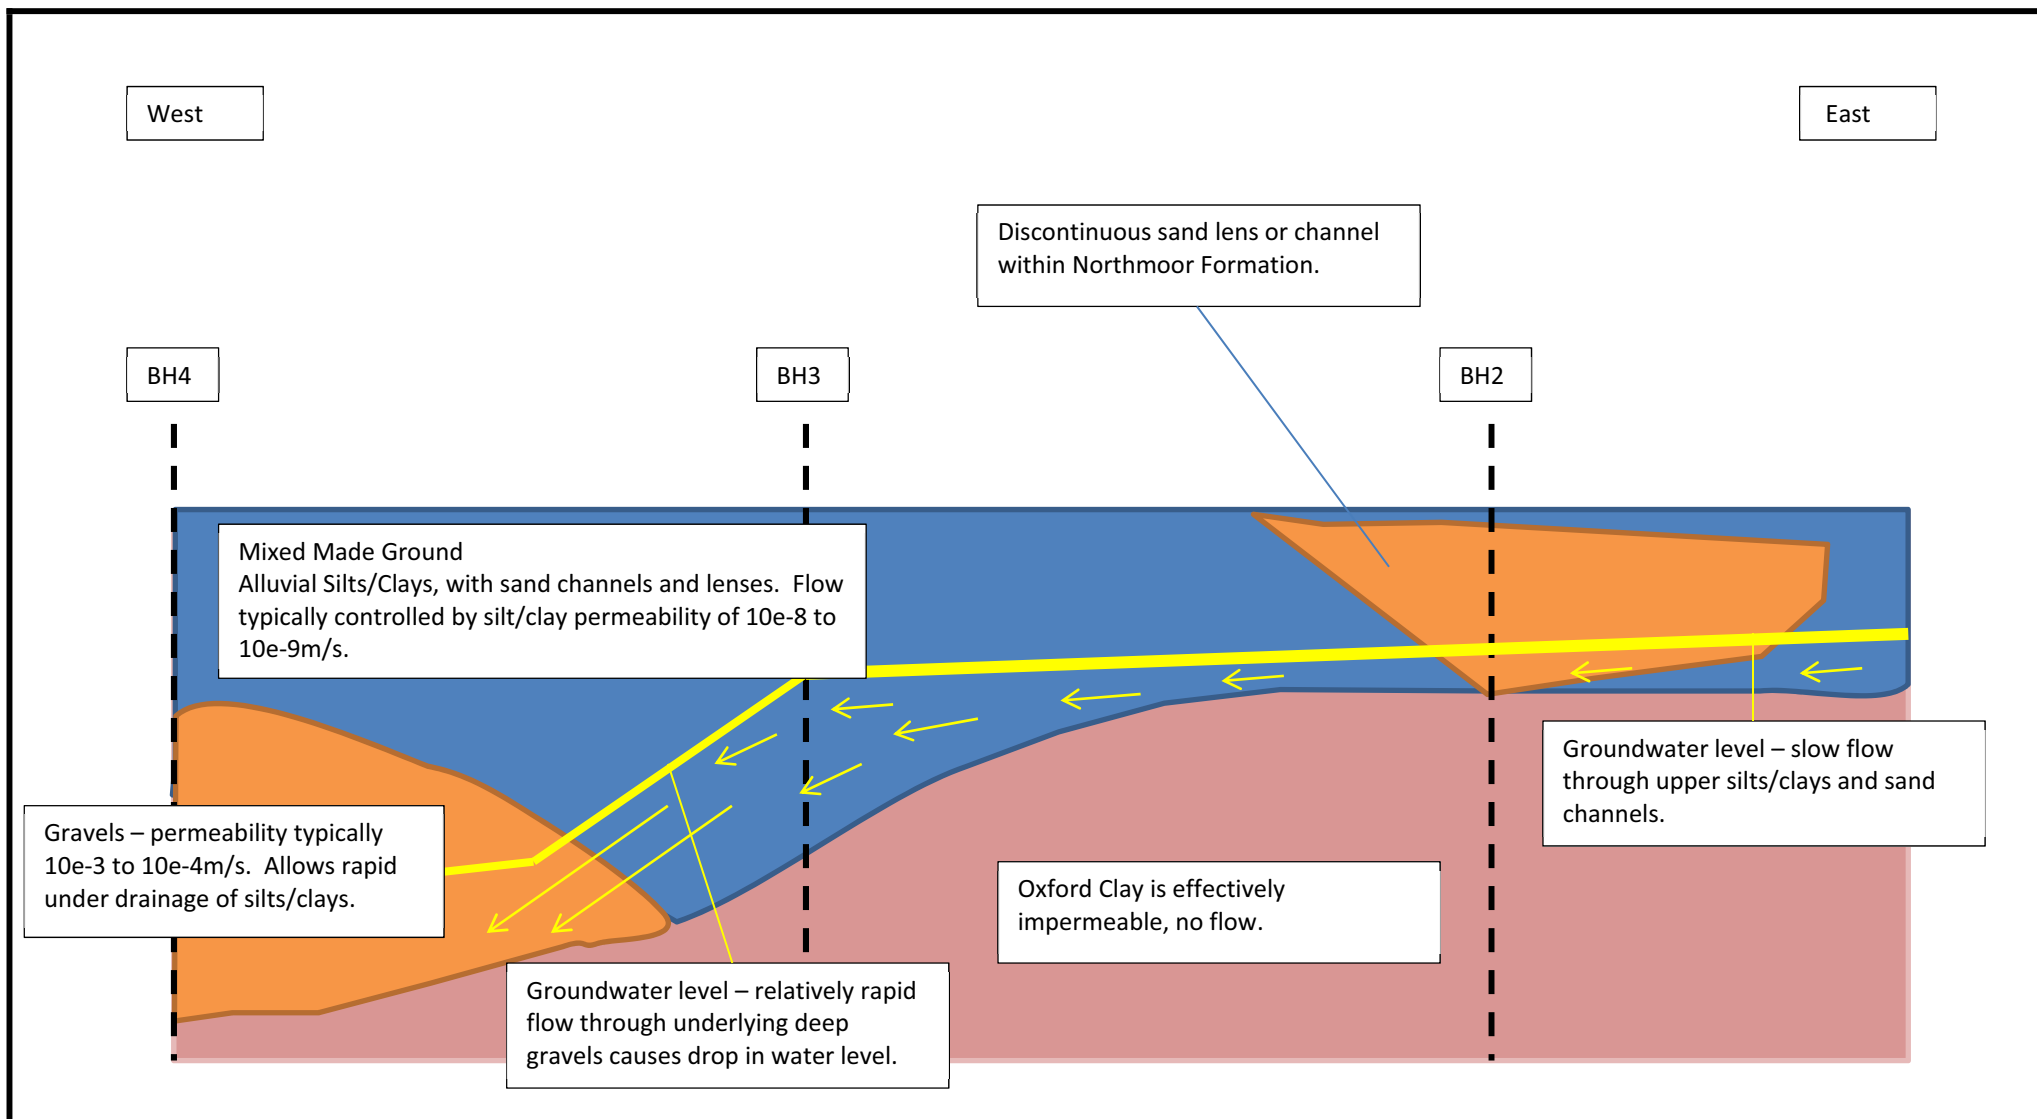 West
East
Discontinuous sand lens or channel
within Northmoor Formation.
BH4
BH3
BH2
Mixed Made Ground
Alluvial Silts/Clays, with sand channels and lenses.  Flow
typically controlled by silt/clay permeability of 10e-8 to
10e-9m/s.
Groundwater level – slow flow
through upper silts/clays and sand
channels.
Gravels – permeability typically
10e-3 to 10e-4m/s.  Allows rapid
under drainage of silts/clays.
Oxford Clay is effectively
impermeable, no flow.
Groundwater level – relatively rapid
flow through underlying deep
gravels causes drop in water level.